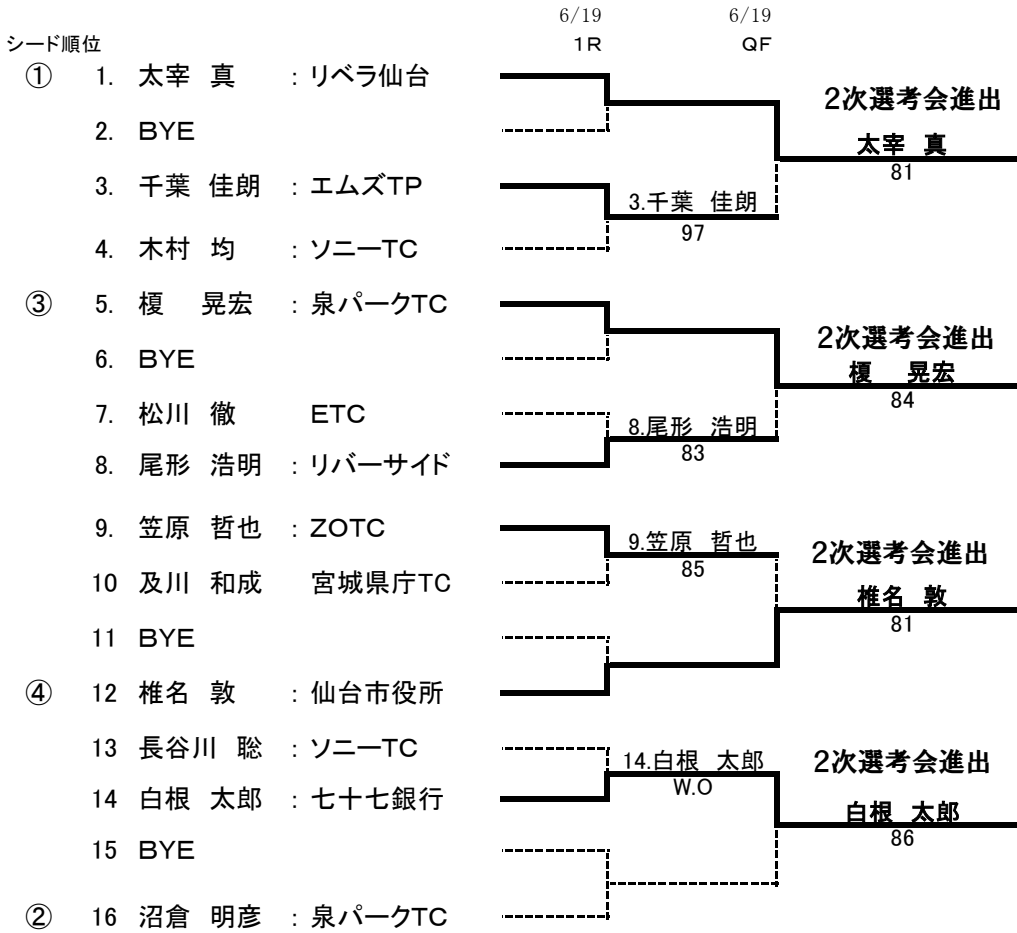 6/19 6/19
シード順位 1R QF
① 1. 太宰 真 : リベラ仙台
2次選考会進出
2. BYE
太宰 真
81
3. 千葉 佳朗 : エムズTP
3.千葉 佳朗
97
4. 木村 均 : ソニーTC
③ 5. 榎 晃宏 : 泉パークTC
2次選考会進出
6. BYE
榎 晃宏
84
7. 松川 徹 ETC
8.尾形 浩明
83
8. 尾形 浩明 : リバーサイド
9. 笠原 哲也 : ZOTC
9.笠原 哲也
85
2次選考会進出
10 及川 和成 宮城県庁TC
椎名 敦
81
11 BYE
④ 12 椎名 敦 : 仙台市役所
13 長谷川 聡 : ソニーTC
14.白根 太郎
W.O
2次選考会進出
14 白根 太郎 : 七十七銀行
白根 太郎
86
15 BYE
② 16 沼倉 明彦 : 泉パークTC